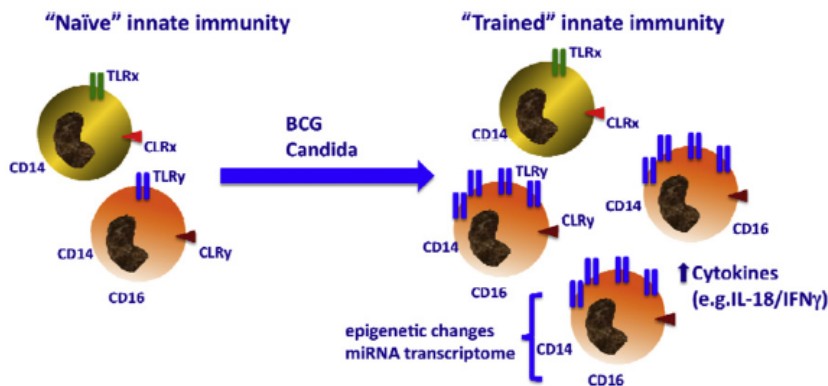 “Naïve” innate immunity
TLRx
CLRx
CD14
TLRy
CLRy
CD14
CD16
BCG
Candida
“Trained” innate immunity
TLRx
CLRx
CD14
TLRy
CLRy
CD14
CD16
CD14
CD16
Cytokines
(e.g.IL-18/IFNγ)
epigenetic changes
miRNA transcriptome
CD14
CD16